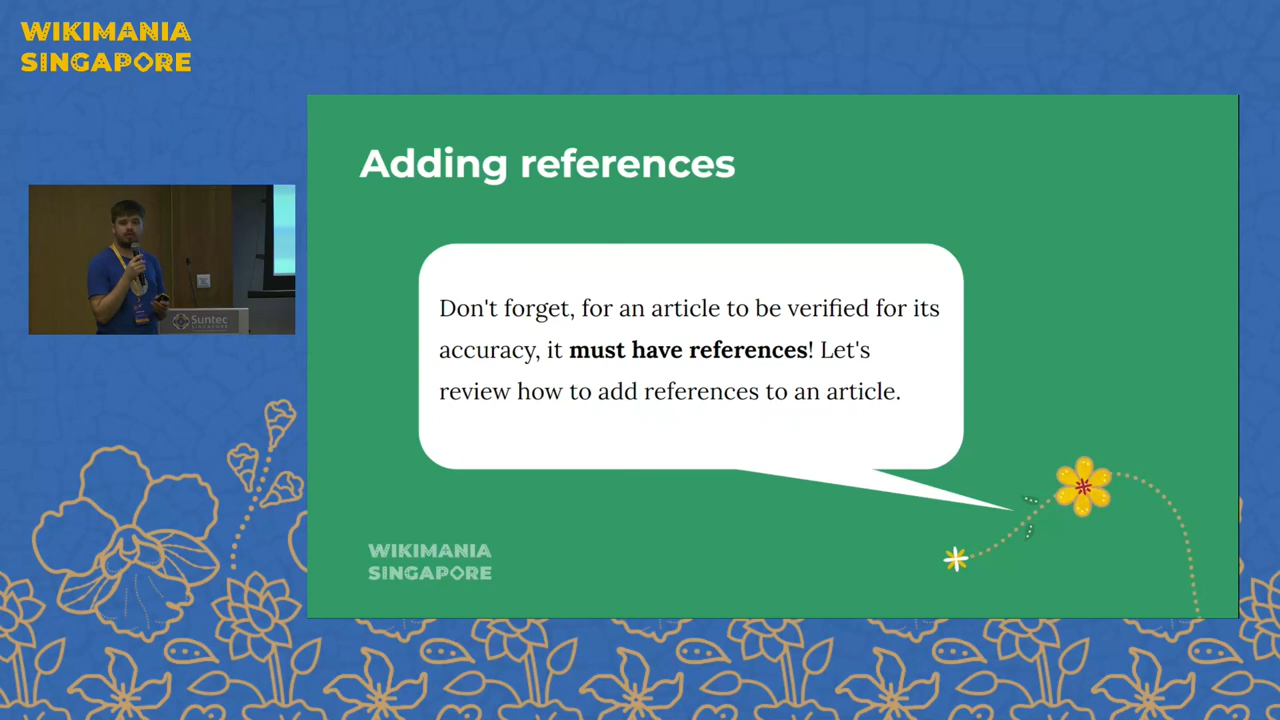 WIKIMANIA
SINGAPORE
Adding references
Don't forget, for an article to be verified for its
accuracy, it must have references! Let's
review how to add references to an article.
Suntec
SINGAPORE
WIKIMANIA
SINGAPORE